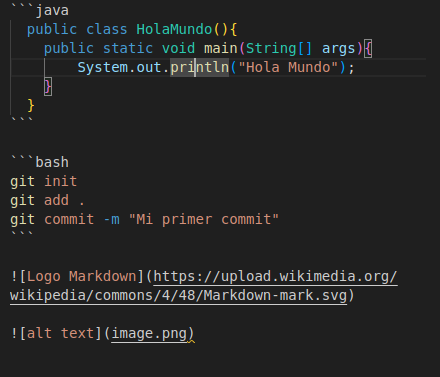 ```java
  public class HolaMundo(){
    public static void main(String[] args){
        System.out.println("Hola Mundo");
    }
  }
```

```bash
git init
git add .
git commit -m "Mi primer commit"
```

![Logo Markdown](https://upload.wikimedia.org/
wikipedia/commons/4/48/Markdown-mark.svg)

![alt text](image.png)